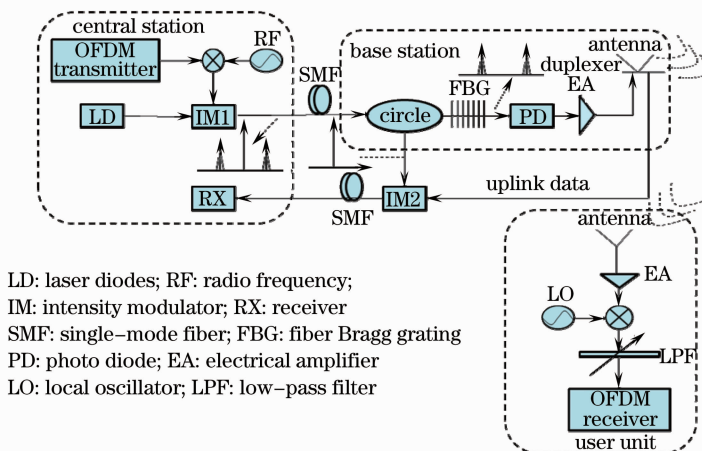 central station
OFDM
transmitter
RF
LD
IM1
RX
SMF
SMF
base station
circle
FBG
PD
EA
duplexer
antenna
IM2
uplink data
antenna
EA
LO
LPF
OFDM
receiver
user unit
LD: laser diodes; RF: radio frequency;
IM: intensity modulator; RX: receiver
SMF: single−mode fiber; FBG: fiber Bragg grating
PD: photo diode; EA: electrical amplifier
LO: local oscillator; LPF: low−pass filter